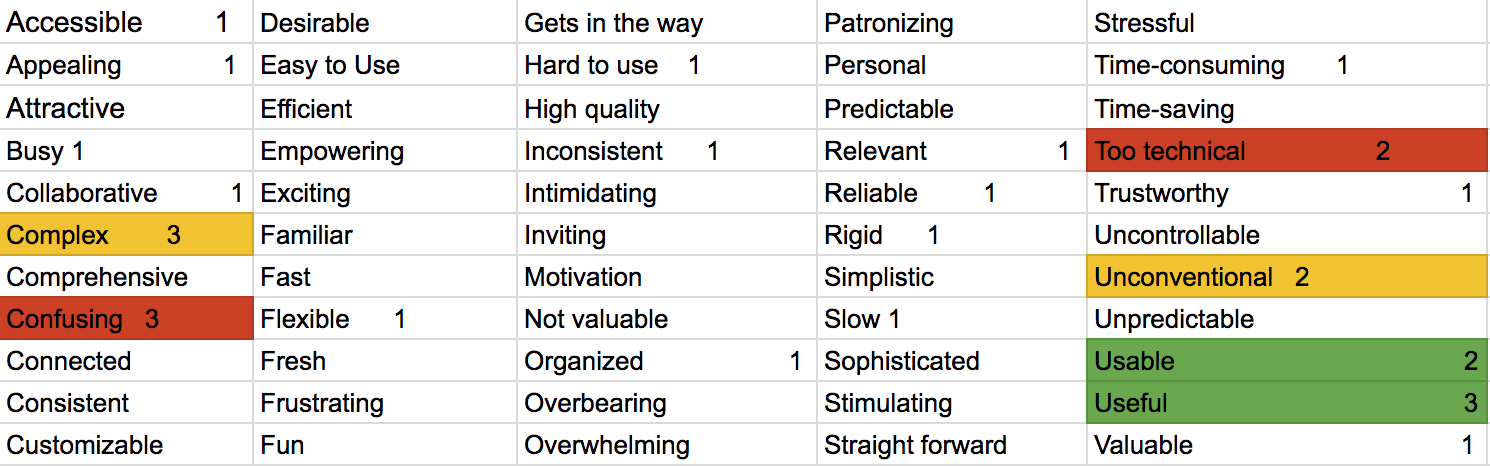 Accessible 1 Desirable Gets in the way Patronizing Stressful
Appealing 1 Easy to Use Hard to use 1 Personal Time-consuming 1
Attractive Efficient High quality Predictable Time-saving
Busy 1 Empowering Inconsistent 1 Relevant 1 Too technical 2
Collaborative 1 Exciting Intimidating Reliable 1 Trustworthy 1
Complex 3 Familiar Inviting Rigid 1 Uncontrollable
Comprehensive Fast Motivation Simplistic Unconventional 2
Confusing 3 Flexible 1 Not valuable Slow 1 Unpredictable
Connected Fresh Organized 1 Sophisticated Usable 2
Consistent Frustrating Overbearing Stimulating Useful 3
Customizable Fun Overwhelming Straight forward Valuable 1